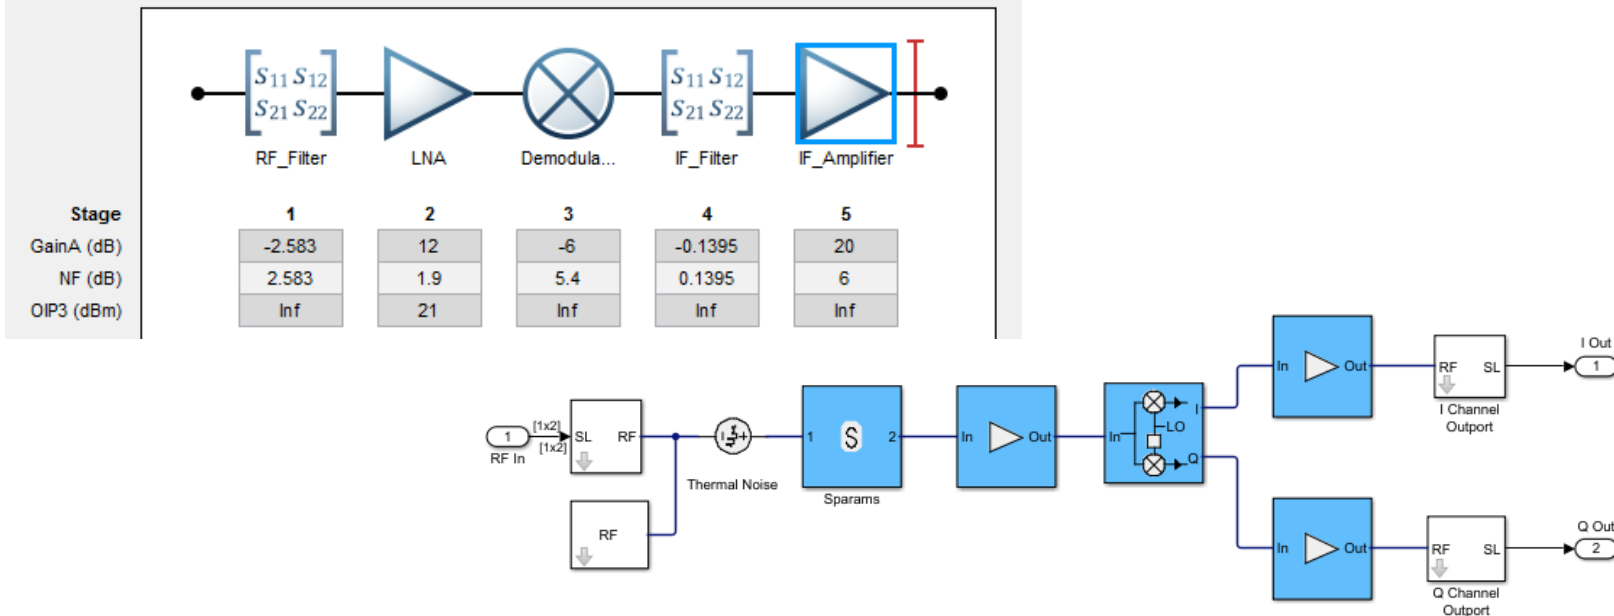 S11 S12
S21 S22
S11 S12
S21 S22
RF_Filter LNA Demodula... IF_Filter IF_Amplifier
Stage 1 2 3 4 5
GainA (dB) -2.583 12 -6 -0.1395 20
NF (dB) 2.583 1.9 5.4 0.1395 6
OIP3 (dBm) Inf 21 Inf Inf Inf
In Out
RF SL
I Out
1
I Channel
Outport
1
RF In
[1x2]
[1x2]
SL RF
Thermal Noise
1 S 2
Sparams
In Out
In I
LO
Q
RF
In Out
RF SL
Q Out
2
Q Channel
Outport